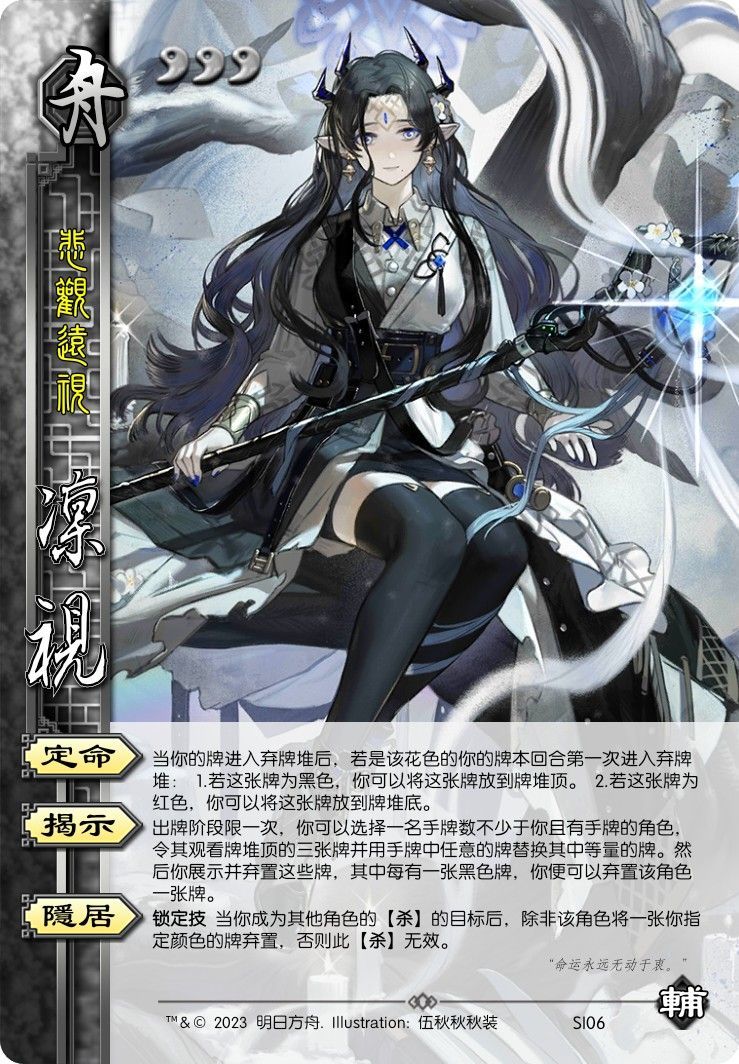 舟
悲觀遠視
凜視
定命
当你的牌进入弃牌堆后，若是该花色的你的牌本回合第一次进入弃牌
堆： 1.若这张牌为黑色，你可以将这张牌放到牌堆顶。 2.若这张牌为
红色，你可以将这张牌放到牌堆底。
揭示
出牌阶段限一次，你可以选择一名手牌数不少于你且有手牌的角色，
令其观看牌堆顶的三张牌并用手牌中任意的牌替换其中等量的牌。然
后你展示并弃置这些牌，其中每有一张黑色牌，你便可以弃置该角色
一张牌。
隱居
锁定技 当你成为其他角色的【杀】的目标后，除非该角色将一张你指
定颜色的牌弃置，否则此【杀】无效。
“命运永远无动于衷。”
輔
™&© 2023 明日方舟. Illustration: 伍秋秋秋装 SI06